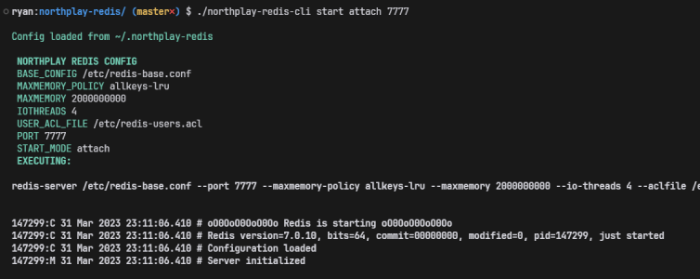 ryan:northplay-redis/ (master×) $ ./northplay-redis-cli start attach 7777
Config loaded from ~/.northplay-redis
NORTHPLAY REDIS CONFIG
BASE_CONFIG /etc/redis-base.conf
MAXMEMORY_POLICY allkeys-lru
MAXMEMORY 2000000000
IOTHREADS 4
USER_ACL_FILE /etc/redis-users.acl
PORT 7777
START_MODE attach
EXECUTING:
redis-server /etc/redis-base.conf --port 7777 --maxmemory-policy allkeys-lru --maxmemory 2000000000 --io-threads 4 --aclfile /e
147299:C 31 Mar 2023 23:11:06.410 # oO0OoO0OoO0Oo Redis is starting oO0OoO0OoO0Oo
147299:C 31 Mar 2023 23:11:06.410 # Redis version=7.0.10, bits=64, commit=00000000, modified=0, pid=147299, just started
147299:C 31 Mar 2023 23:11:06.410 # Configuration loaded
147299:M 31 Mar 2023 23:11:06.410 # Server initialized